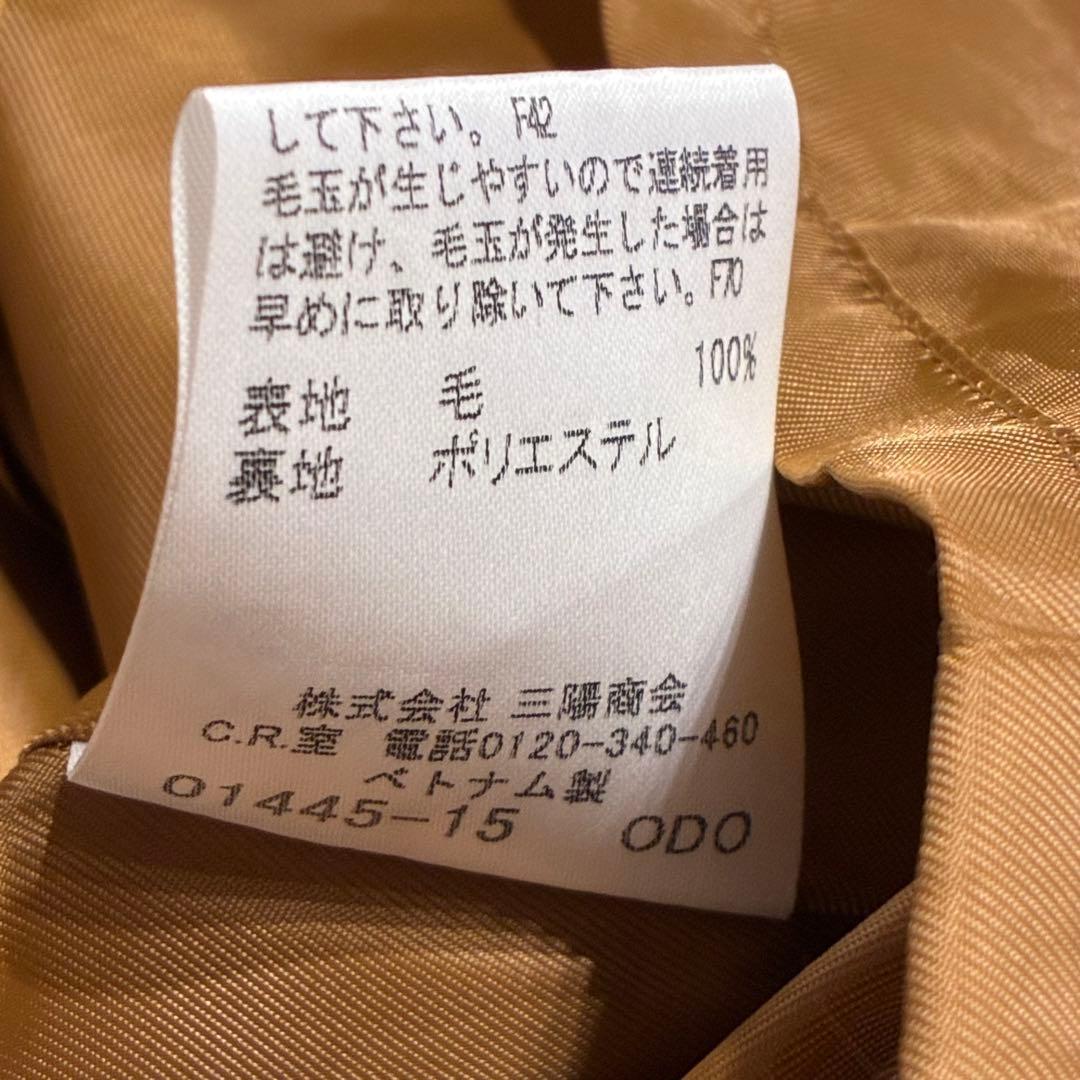 して下さい。F42
毛玉が生じやすいので連続着用
は避け、毛玉が発生した場合は
早めに取り除いて下さい。F70
表地 毛 100%
裏地 ポリエステル
株式会社 三陽商会
C.R.室 電話0120-340-460
ベトナム製
01445-15 ODO